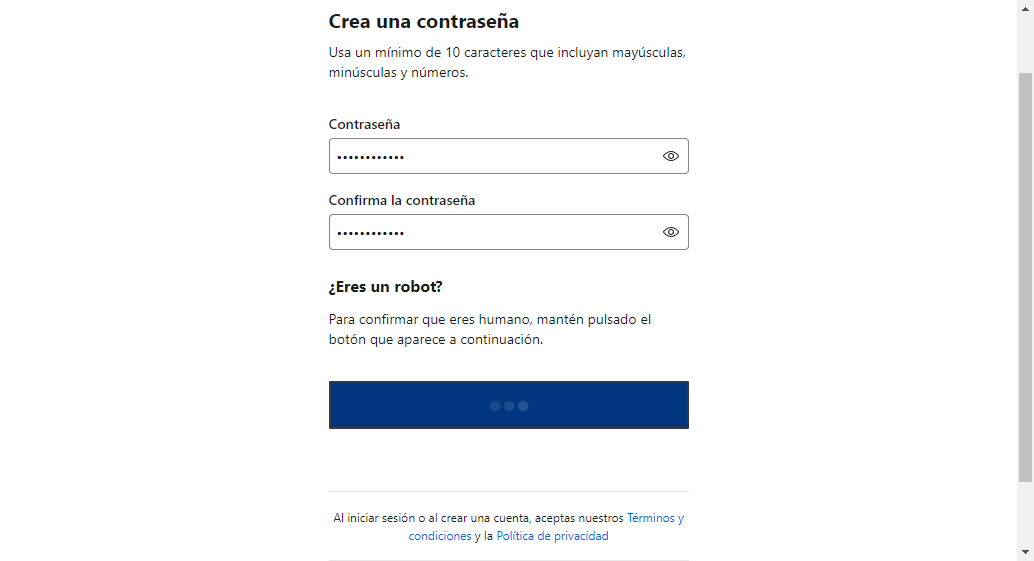 Crea una contraseña
Usa un mínimo de 10 caracteres que incluyan mayúsculas,
minúsculas y números.
Contraseña
••••••••••••
Confirma la contraseña
••••••••••••
¿Eres un robot?
Para confirmar que eres humano, mantén pulsado el
botón que aparece a continuación.
Al iniciar sesión o al crear una cuenta, aceptas nuestros Términos y
condiciones y la Política de privacidad